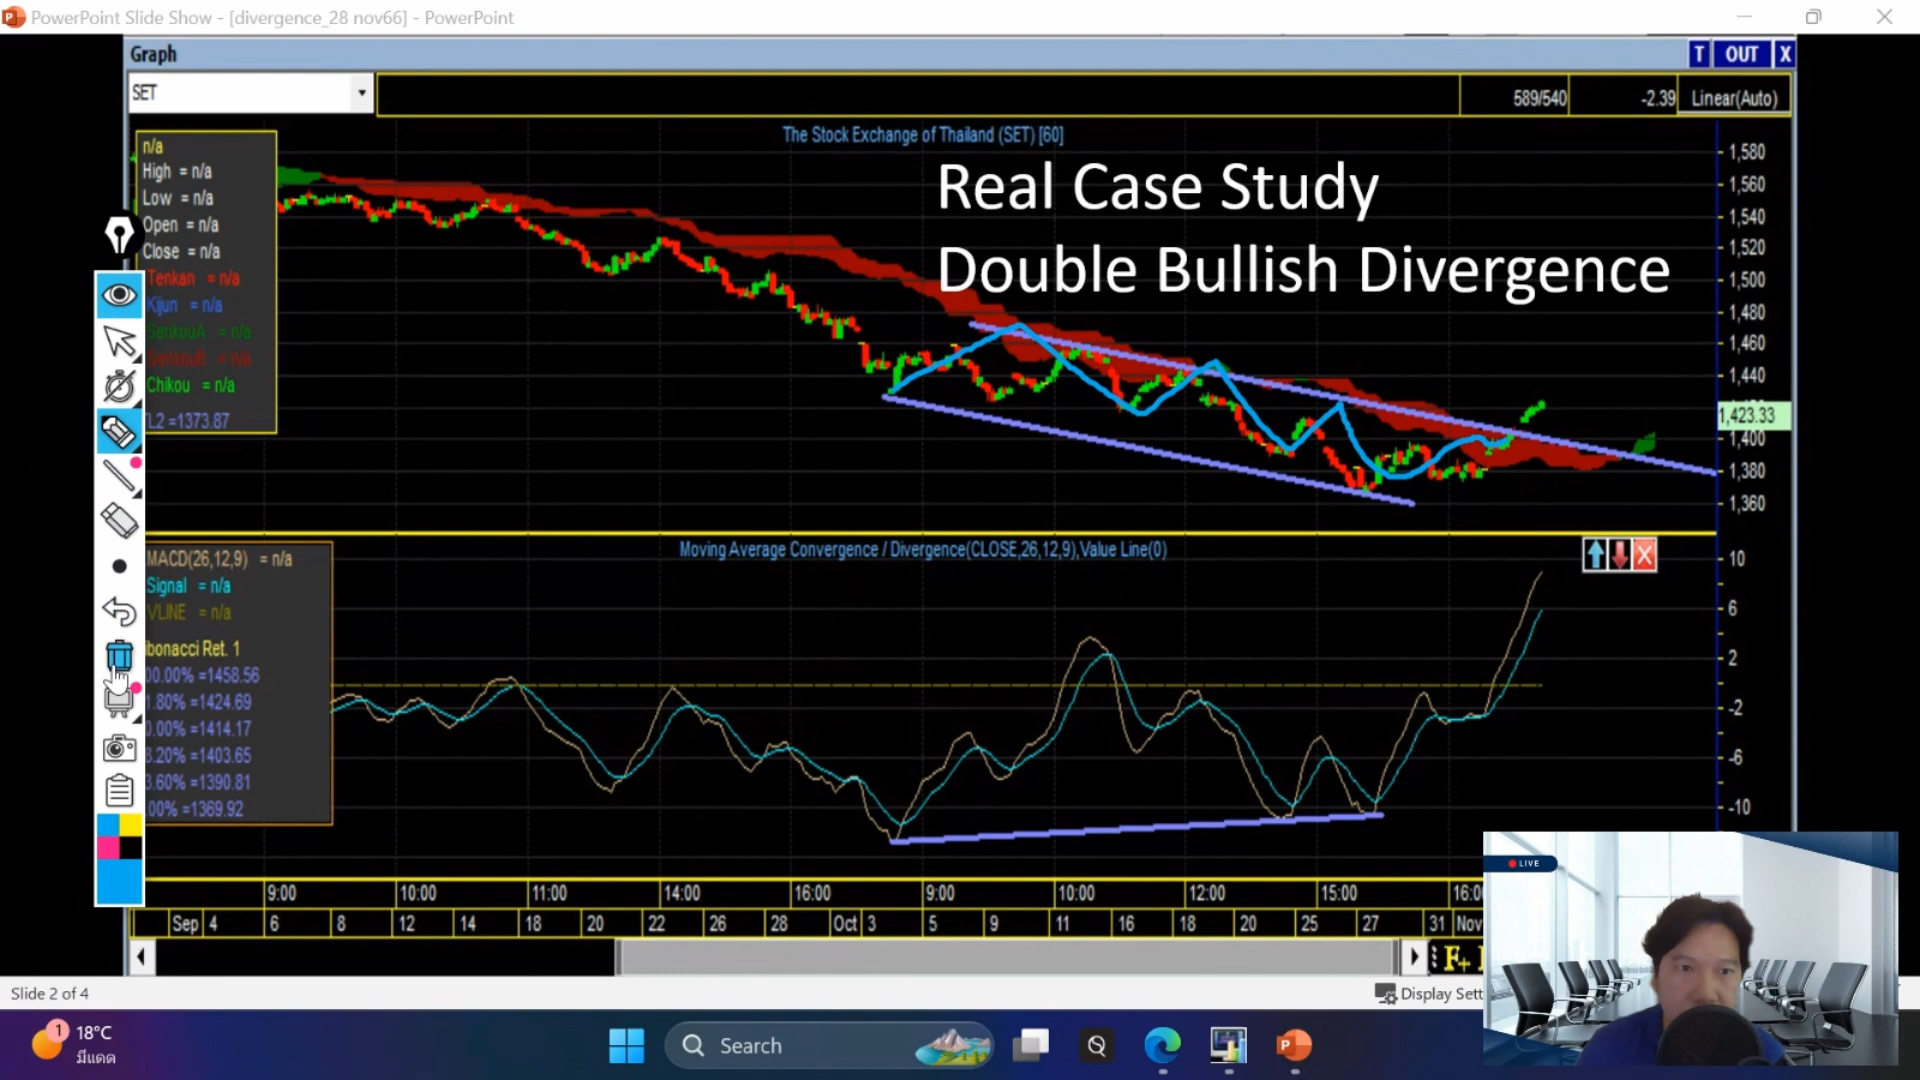 PowerPoint Slide Show - [divergence_28 nov66] - PowerPoint
Graph
T OUT X
SET
589/540
-2.39
Linear(Auto)
The Stock Exchange of Thailand (SET) [60]
Real Case Study
Double Bullish Divergence
n/a
High = n/a
Low = n/a
Open = n/a
Close = n/a
Tenkan = n/a
Kijun = n/a
SenkouA = n/a
SenkouB = n/a
Chikou = n/a
L2 =1373.87
1,580
1,560
1,540
1,520
1,500
1,480
1,460
1,440
1,423.33
1,400
1,380
1,360
Moving Average Convergence / Divergence(CLOSE,26,12,9),Value Line(0)
MACD(26,12,9) = n/a
Signal = n/a
VLINE = n/a
ibonacci Ret. 1
00.00% =1458.56
1.80% =1424.69
0.00% =1414.17
8.20% =1403.65
3.60% =1390.81
.00% =1369.92
10
6
2
-2
-6
-10
9:00 10:00 11:00 14:00 16:00 9:00 10:00 12:00 15:00 16:00
Sep 4 6 8 12 14 18 20 22 26 28 Oct 3 5 9 11 16 18 20 25 27 31 Nov
F+
LIVE
Slide 2 of 4
Display Sett
1
18°C
มีแดด
Search